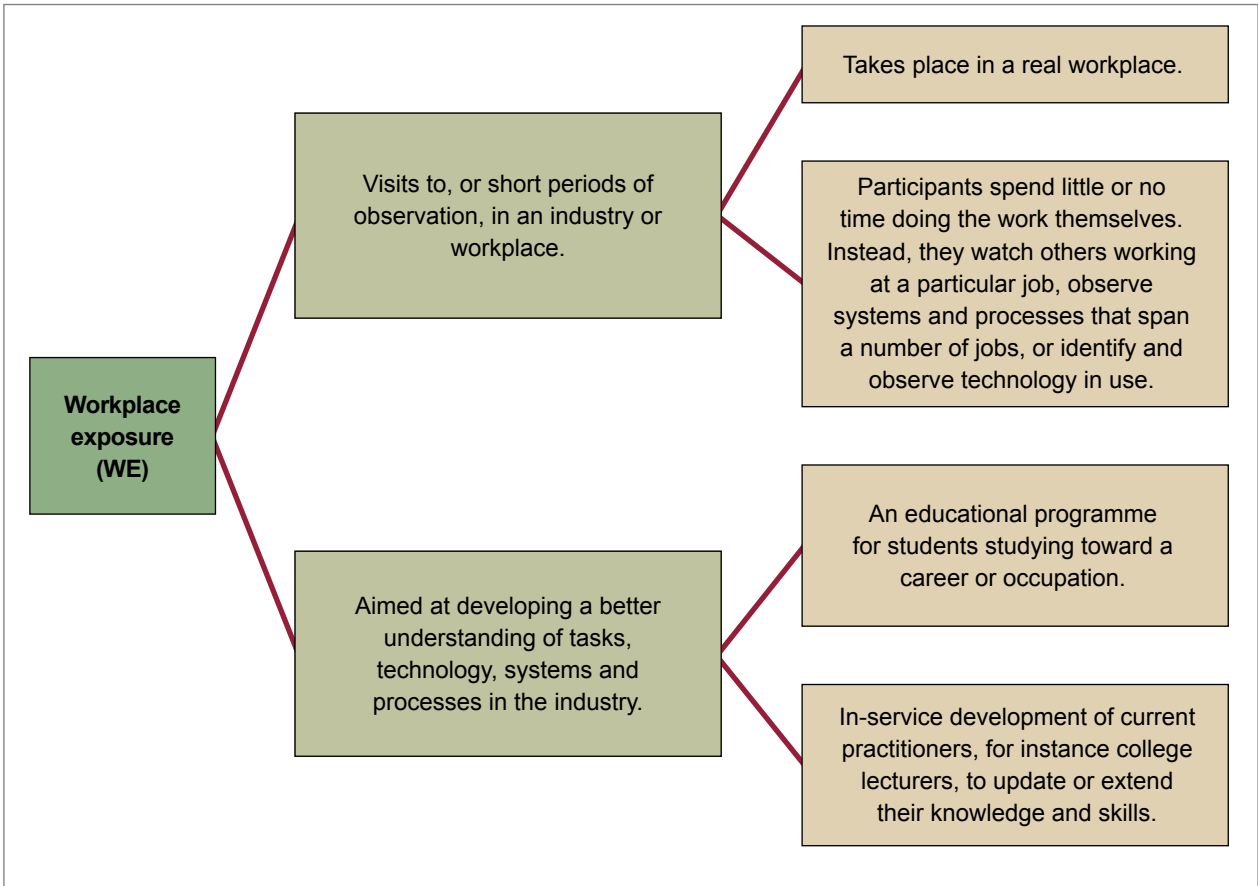 Workplace
exposure
(WE)
Visits to, or short periods of
observation, in an industry or
workplace.
Takes place in a real workplace.
Participants spend little or no
time doing the work themselves.
Instead, they watch others working
at a particular job, observe
systems and processes that span
a number of jobs, or identify and
observe technology in use.
Aimed at developing a better
understanding of tasks,
technology, systems and
processes in the industry.
An educational programme
for students studying toward a
career or occupation.
In-service development of current
practitioners, for instance college
lecturers, to update or extend
their knowledge and skills.